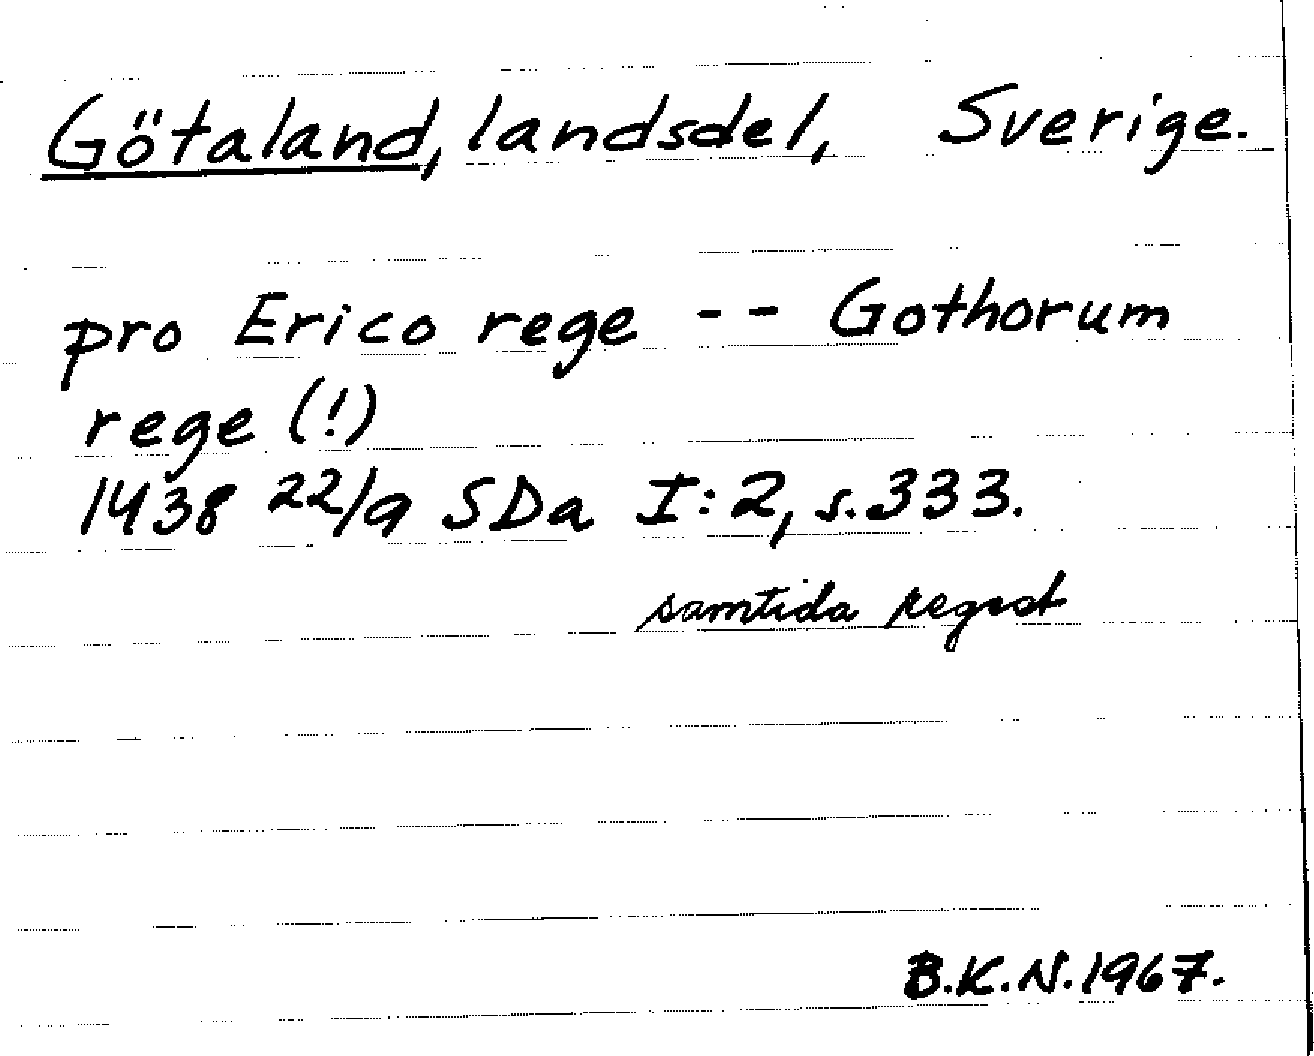 Götaland, landsdel, Sverige.
pro Erico rege -- Gothorum
rege (!)
1438 22/9 SDa I:2, s.333.
samtida regest
B.K.N.1967.